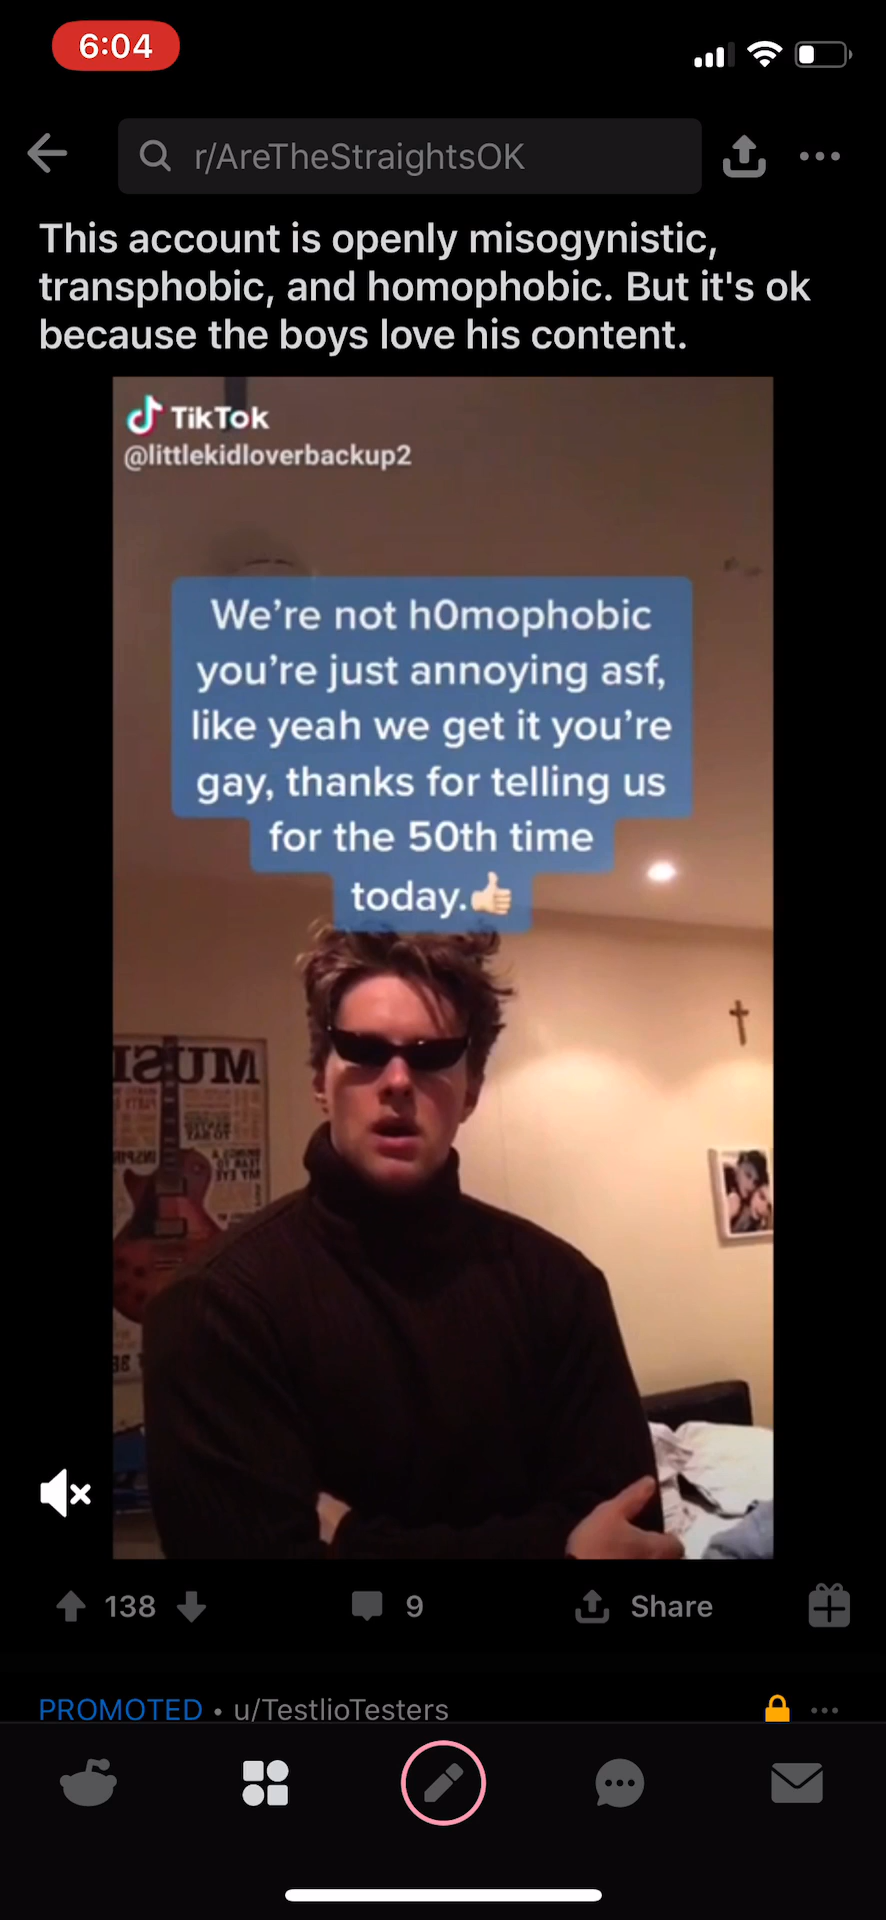 6:04
r/AreTheStraightsOK
This account is openly misogynistic,
transphobic, and homophobic. But it's ok
because the boys love his content.
TikTok
@littlekidloverbackup2
We're not h0mophobic
you're just annoying asf,
like yeah we get it you're
gay, thanks for telling us
for the 50th time
today.👍🏻
MUSI
138
9
Share
PROMOTED • u/TestlioTesters